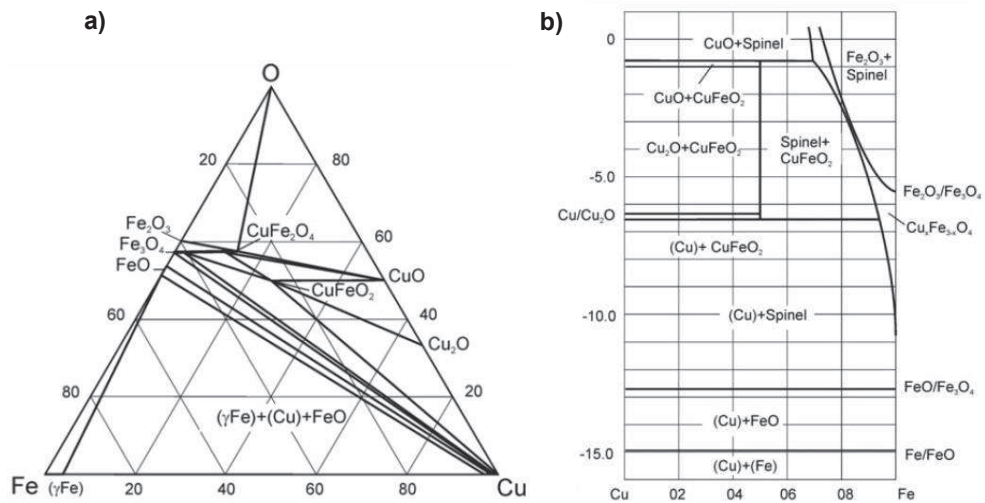 a)
O
20
80
Fe₂O₃
Fe₃O₄
FeO
CuFe₂O₄
60
CuO
CuFeO₂
60
40
Cu₂O
80
20
(γFe)+(Cu)+FeO
Fe
(γFe)
20
40
60
80
Cu
b)
0
CuO+Spinel
Fe₂O₃+
Spinel
CuO+CuFeO₂
Cu₂O+CuFeO₂
Spinel+
CuFeO₂
-5.0
Fe₂O₃/Fe₃O₄
Cu/Cu₂O
CuₓFe₃₋ₓO₄
(Cu)+ CuFeO₂
-10.0
(Cu)+Spinel
FeO/Fe₃O₄
(Cu)+FeO
-15.0
Fe/FeO
(Cu)+(Fe)
Cu
02
04
06
08
Fe